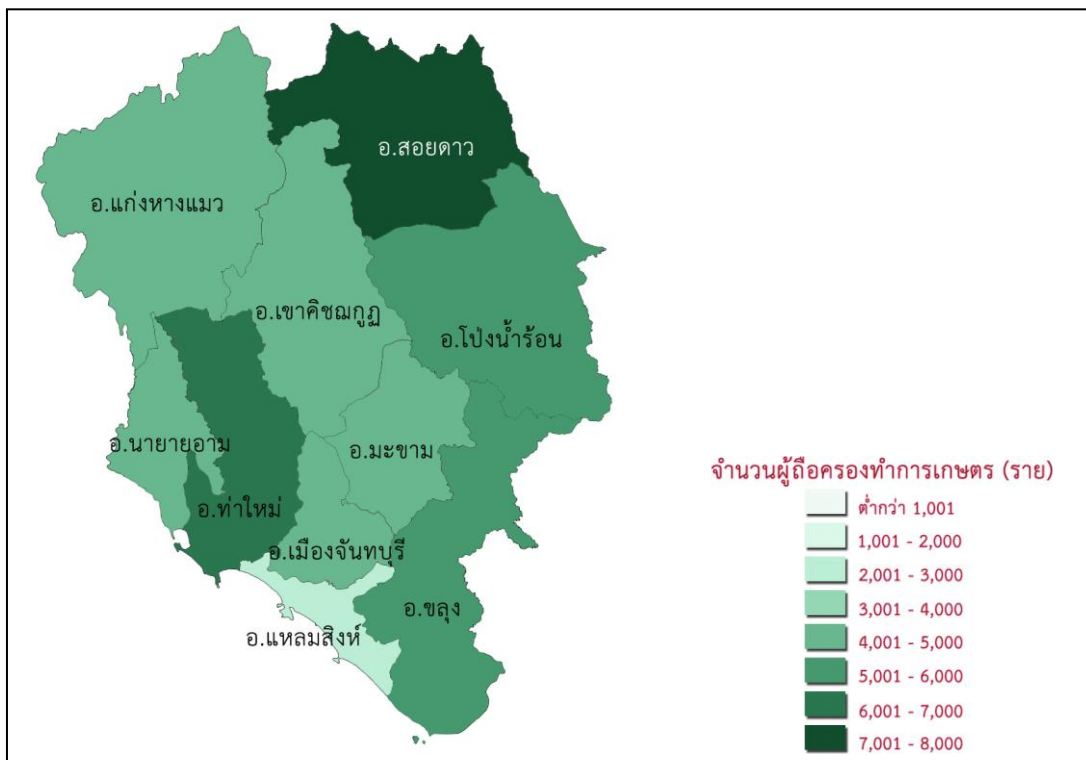 อ.สอยดาว
อ.แก่งหางแมว
อ.เขาคิชฌกูฏ
อ.โป่งน้ำร้อน
อ.นายายอาม
อ.มะขาม
อ.ท่าใหม่
อ.เมืองจันทบุรี
อ.ขลุง
อ.แหลมสิงห์
จำนวนผู้ถือครองทำการเกษตร (ราย)
ต่ำกว่า 1,001
1,001 - 2,000
2,001 - 3,000
3,001 - 4,000
4,001 - 5,000
5,001 - 6,000
6,001 - 7,000
7,001 - 8,000